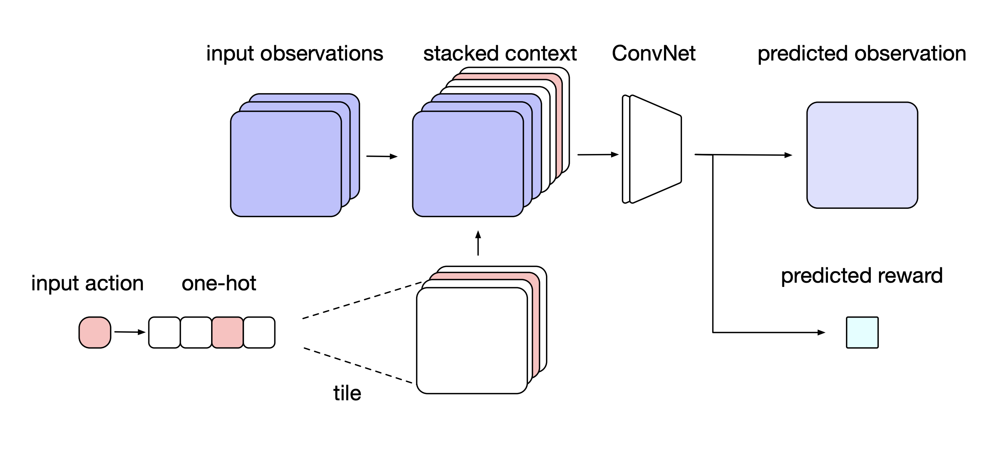 input observations
stacked context
ConvNet
predicted observation
input action
one-hot
predicted reward
tile